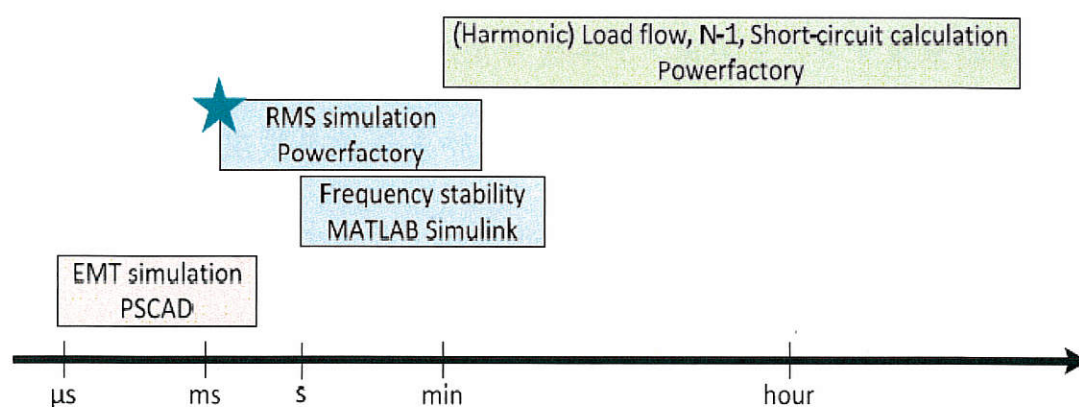 (Harmonic) Load flow, N-1, Short-circuit calculation
Powerfactory
RMS simulation
Powerfactory
Frequency stability
MATLAB Simulink
EMT simulation
PSCAD
µs ms s min hour